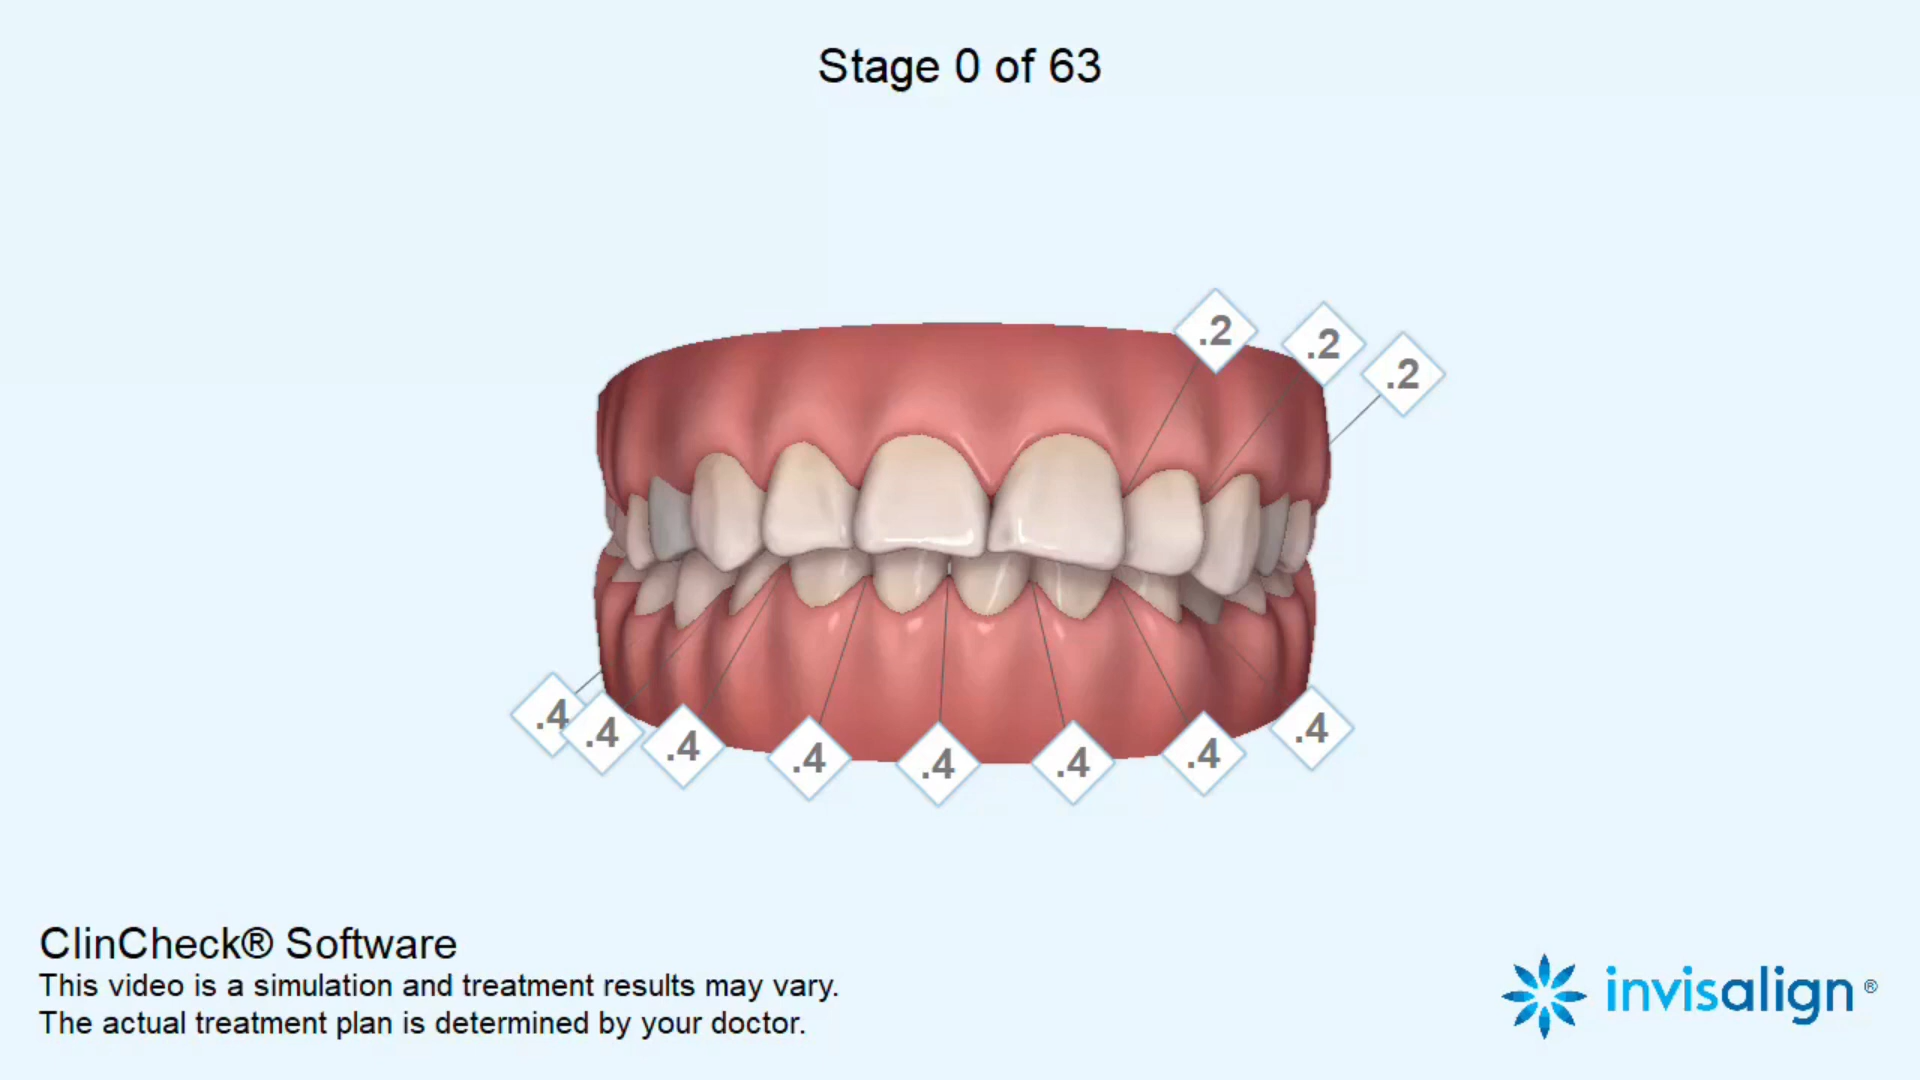 Stage 0 of 63
.2
.2
.2
.4
.4
.4
.4
.4
.4
.4
.4
ClinCheck® Software
This video is a simulation and treatment results may vary.
The actual treatment plan is determined by your doctor.
invisalign®